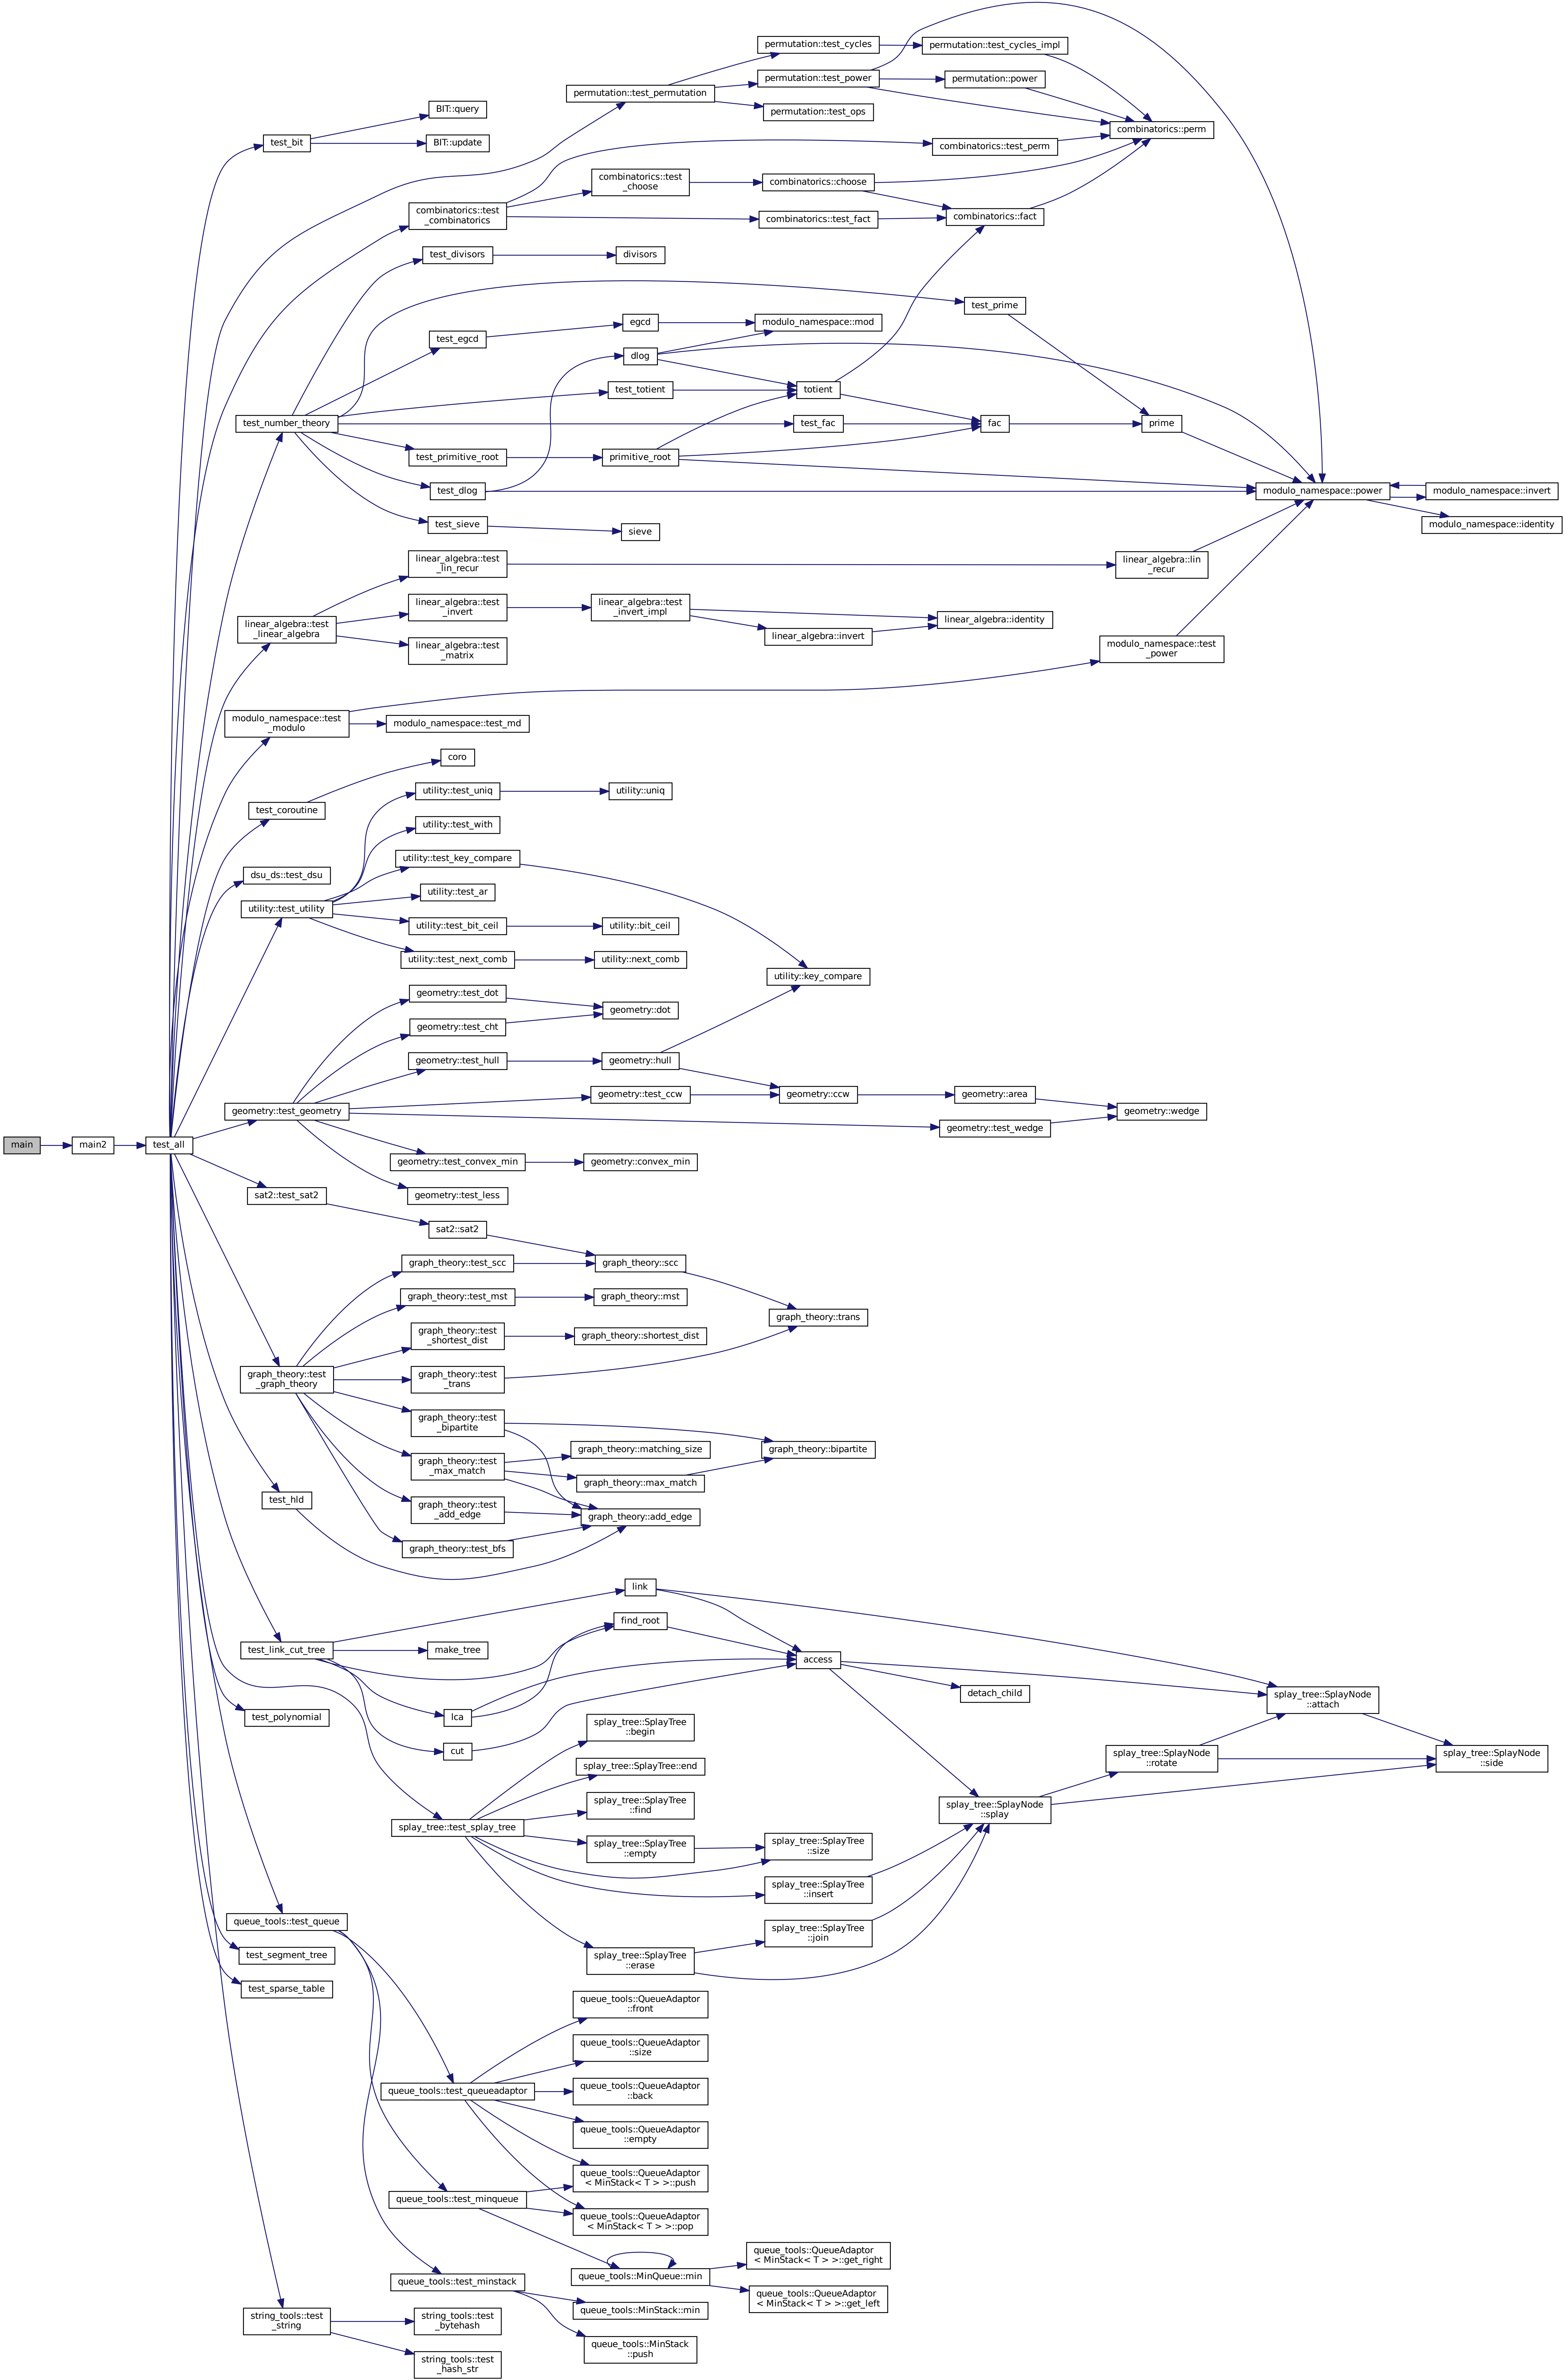 permutation::test_cycles
permutation::test_cycles_impl
permutation::test_power
permutation::power
permutation::test_permutation
BIT::query
permutation::test_ops
combinatorics::perm
test_bit
BIT::update
combinatorics::test_perm
combinatorics::test
_choose
combinatorics::choose
combinatorics::test
_combinatorics
combinatorics::test_fact
combinatorics::fact
test_divisors
divisors
test_prime
egcd
modulo_namespace::mod
test_egcd
dlog
test_totient
totient
test_number_theory
test_fac
fac
prime
test_primitive_root
primitive_root
test_dlog
modulo_namespace::power
modulo_namespace::invert
test_sieve
sieve
modulo_namespace::identity
linear_algebra::test
_lin_recur
linear_algebra::lin
_recur
linear_algebra::test
_invert
linear_algebra::test
_invert_impl
linear_algebra::identity
linear_algebra::test
_linear_algebra
linear_algebra::invert
linear_algebra::test
_matrix
modulo_namespace::test
_power
modulo_namespace::test
_modulo
modulo_namespace::test_md
coro
test_coroutine
utility::test_uniq
utility::uniq
utility::test_with
utility::test_key_compare
dsu_ds::test_dsu
utility::test_ar
utility::test_utility
utility::test_bit_ceil
utility::bit_ceil
utility::test_next_comb
utility::next_comb
utility::key_compare
geometry::test_dot
geometry::dot
geometry::test_cht
geometry::test_hull
geometry::hull
geometry::test_ccw
geometry::ccw
geometry::area
geometry::wedge
geometry::test_geometry
geometry::test_wedge
main
main2
test_all
geometry::test_convex_min
geometry::convex_min
sat2::test_sat2
geometry::test_less
sat2::sat2
graph_theory::test_scc
graph_theory::scc
graph_theory::test_mst
graph_theory::mst
graph_theory::trans
graph_theory::test
_shortest_dist
graph_theory::shortest_dist
graph_theory::test
_graph_theory
graph_theory::test
_trans
graph_theory::test
_bipartite
graph_theory::matching_size
graph_theory::bipartite
graph_theory::test
_max_match
graph_theory::max_match
test_hld
graph_theory::test
_add_edge
graph_theory::add_edge
graph_theory::test_bfs
link
find_root
test_link_cut_tree
make_tree
access
detach_child
splay_tree::SplayNode
::attach
test_polynomial
lca
splay_tree::SplayTree
::begin
cut
splay_tree::SplayNode
::rotate
splay_tree::SplayNode
::side
splay_tree::SplayTree::end
splay_tree::SplayTree
::find
splay_tree::SplayNode
::splay
splay_tree::test_splay_tree
splay_tree::SplayTree
::empty
splay_tree::SplayTree
::size
splay_tree::SplayTree
::insert
queue_tools::test_queue
splay_tree::SplayTree
::join
test_segment_tree
splay_tree::SplayTree
::erase
test_sparse_table
queue_tools::QueueAdaptor
::front
queue_tools::QueueAdaptor
::size
queue_tools::test_queueadaptor
queue_tools::QueueAdaptor
::back
queue_tools::QueueAdaptor
::empty
queue_tools::QueueAdaptor
< MinStack< T > >::push
queue_tools::test_minqueue
queue_tools::QueueAdaptor
< MinStack< T > >::pop
queue_tools::QueueAdaptor
< MinStack< T > >::get_right
queue_tools::MinQueue::min
queue_tools::test_minstack
queue_tools::QueueAdaptor
< MinStack< T > >::get_left
queue_tools::MinStack::min
string_tools::test
_string
string_tools::test
_bytehash
queue_tools::MinStack
::push
string_tools::test
_hash_str